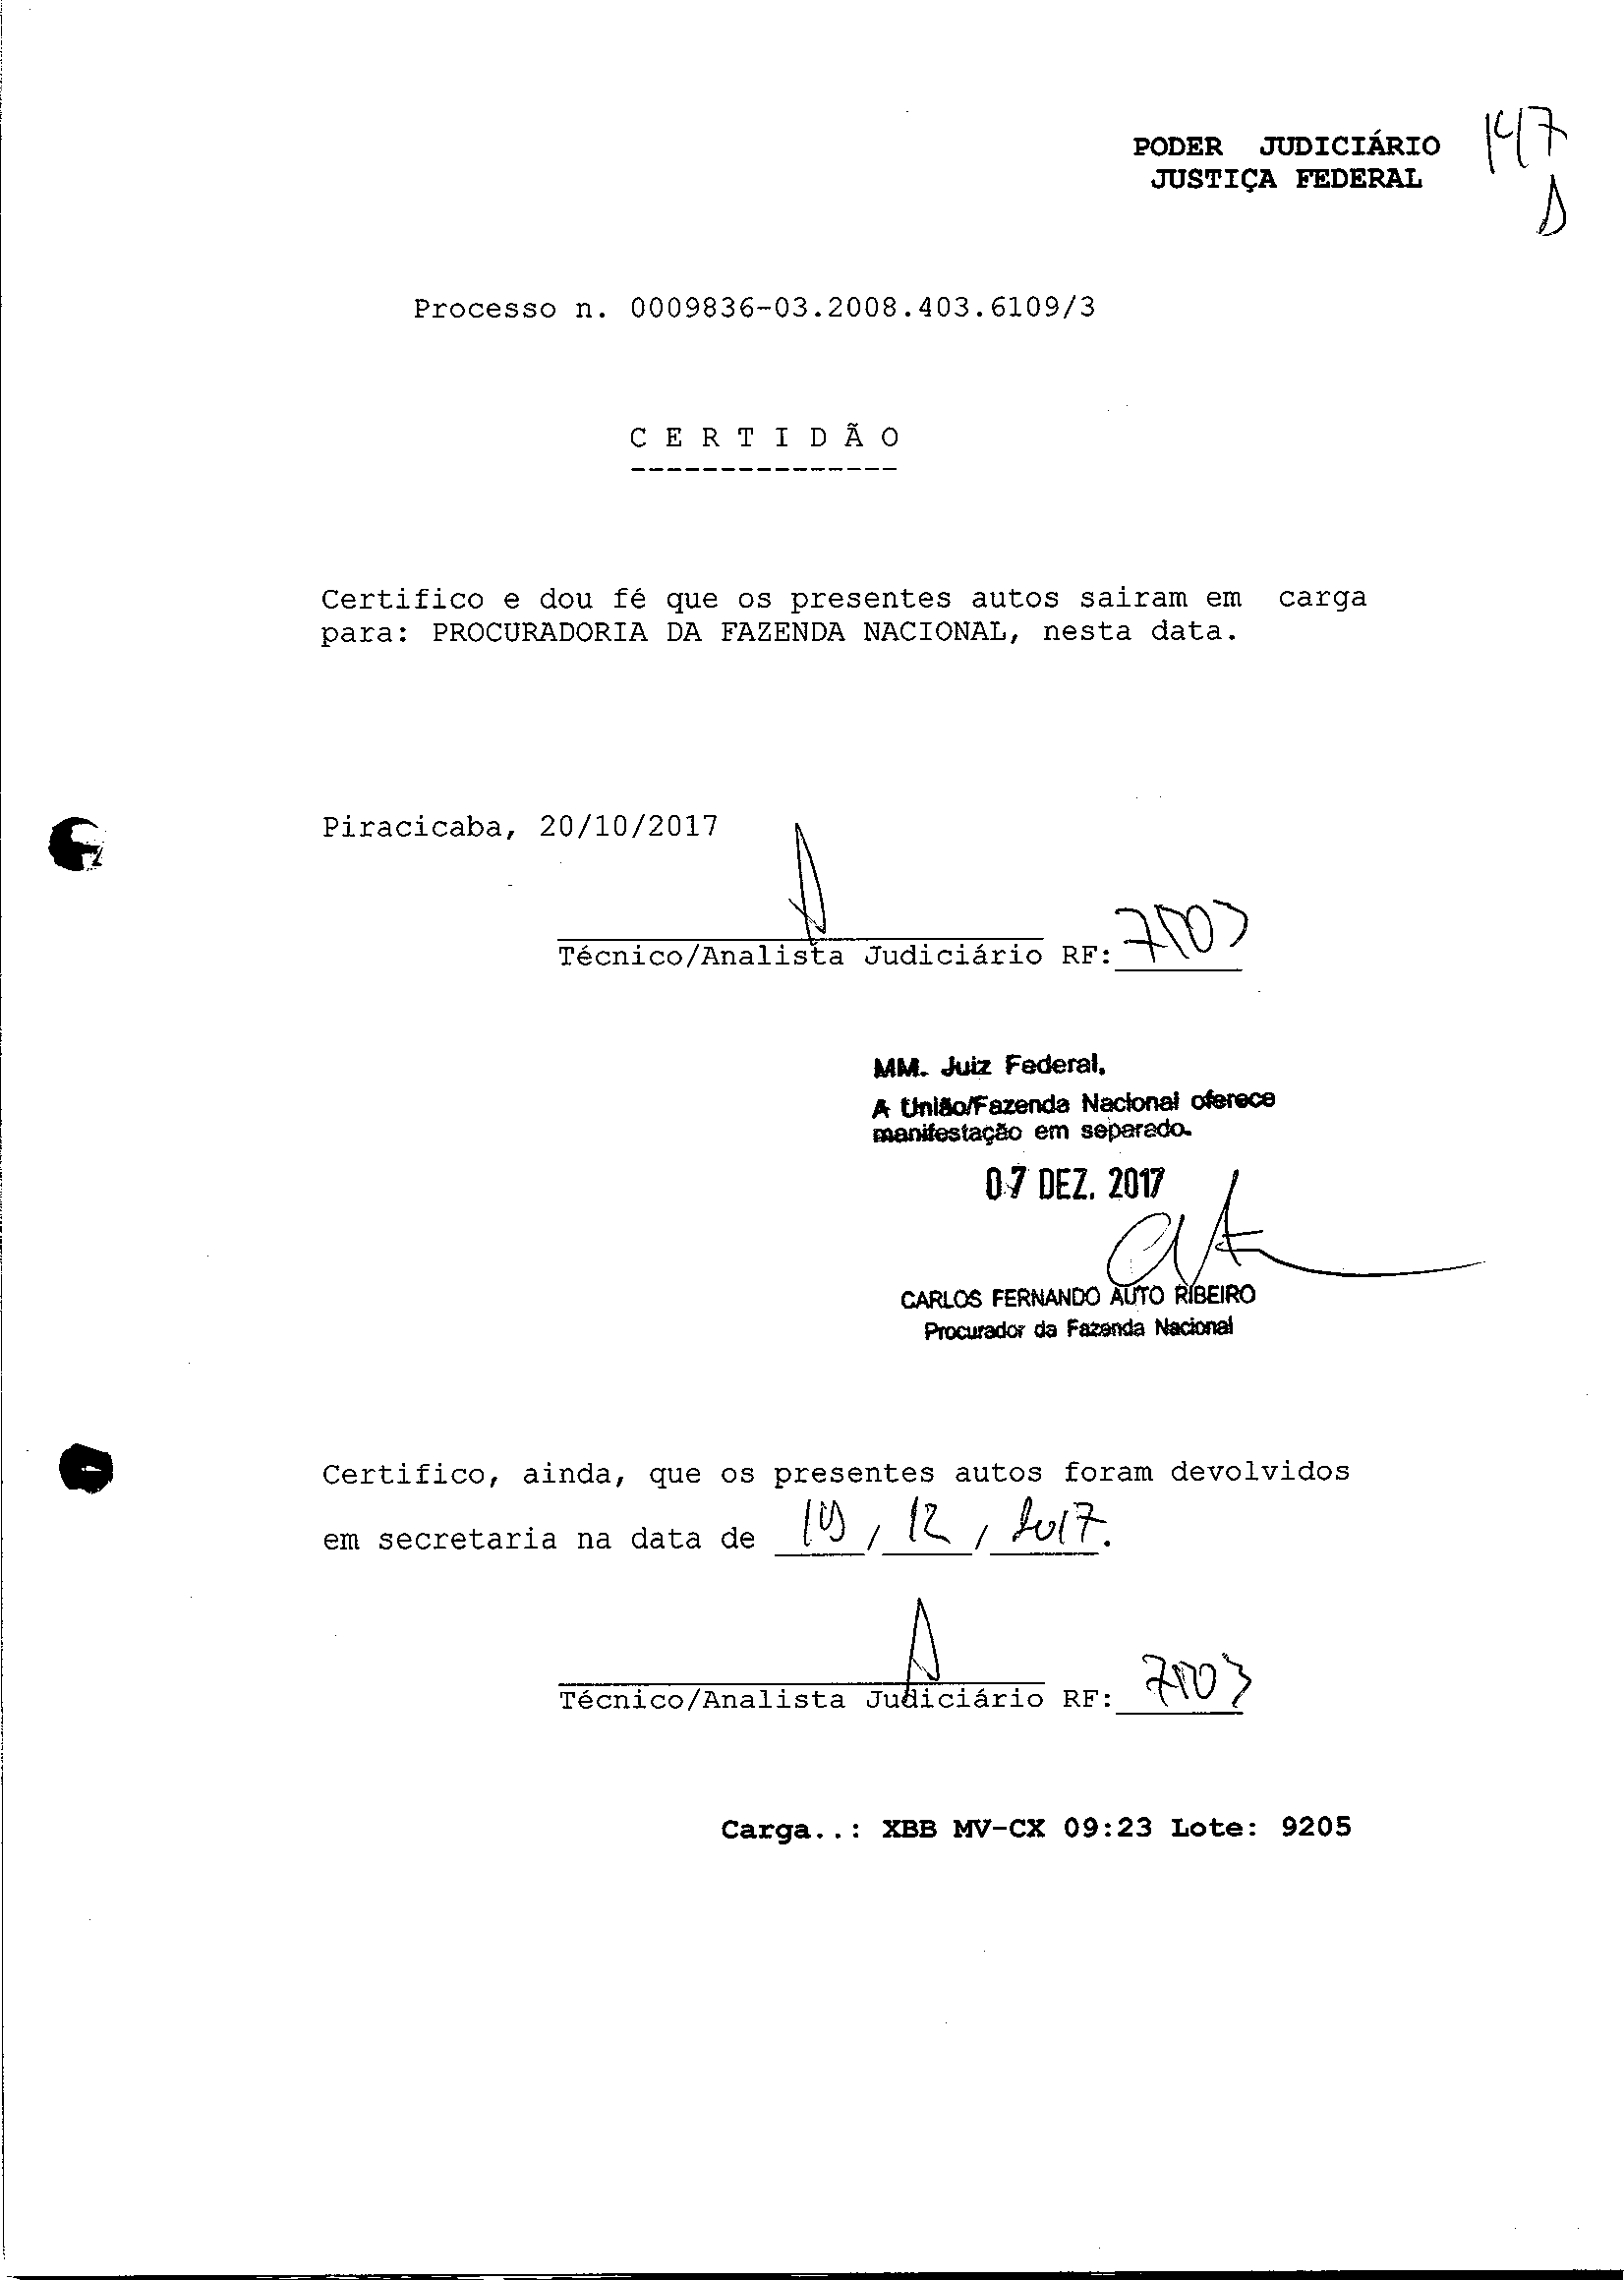 PODER JUDICIÁRIO
JUSTIÇA FEDERAL
147
Processo n. 0009836-03.2008.403.6109/3
C E R T I D Ã O
---------------
Certifico e dou fé que os presentes autos sairam em carga
para: PROCURADORIA DA FAZENDA NACIONAL, nesta data.
Piracicaba, 20/10/2017
Técnico/Analista Judiciário RF:
MM. Juiz Federal,
A União/Fazenda Nacional oferece
manifestação em separado.
07 DEZ. 2017
CARLOS FERNANDO AUTO RIBEIRO
Procurador da Fazenda Nacional
Certifico, ainda, que os presentes autos foram devolvidos
em secretaria na data de / 12 / 2017.
Técnico/Analista Judiciário RF:
Carga..: XBB MV-CX 09:23 Lote: 9205